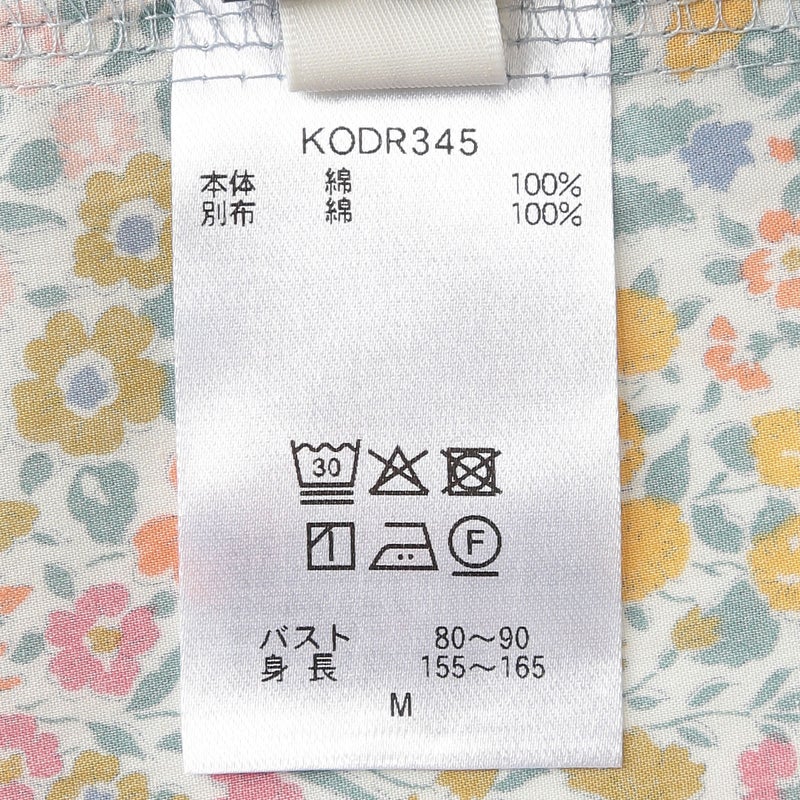 KODR345
本体 綿 100%
別布 綿 100%
30
F
バスト 80～90
身長 155～165
M